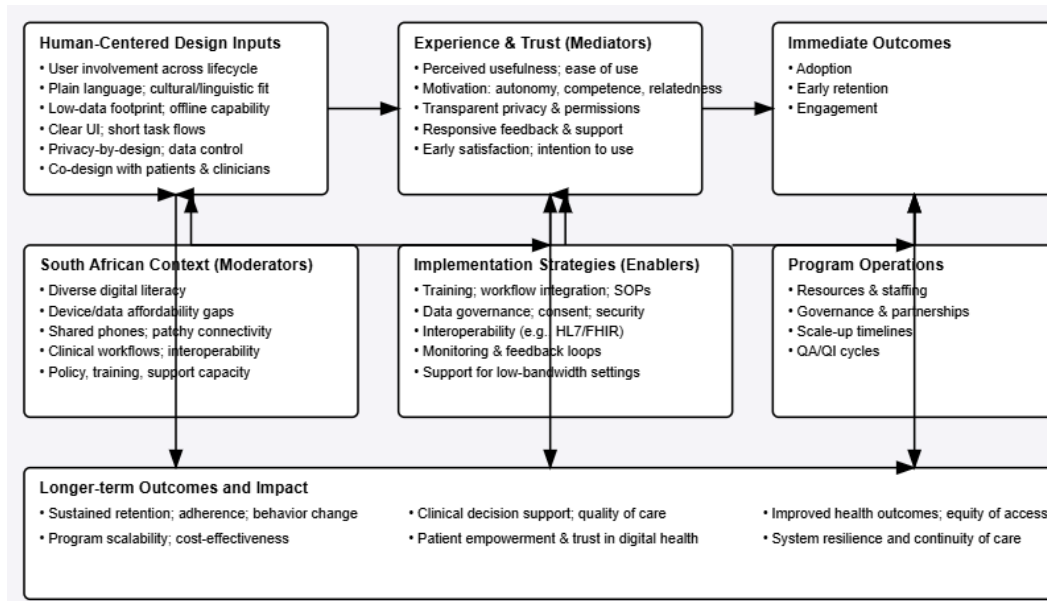 Human-Centered Design Inputs
• User involvement across lifecycle
• Plain language; cultural/linguistic fit
• Low-data footprint; offline capability
• Clear UI; short task flows
• Privacy-by-design; data control
• Co-design with patients & clinicians
Experience & Trust (Mediators)
• Perceived usefulness; ease of use
• Motivation: autonomy, competence, relatedness
• Transparent privacy & permissions
• Responsive feedback & support
• Early satisfaction; intention to use
Immediate Outcomes
• Adoption
• Early retention
• Engagement
South African Context (Moderators)
• Diverse digital literacy
• Device/data affordability gaps
• Shared phones; patchy connectivity
• Clinical workflows; interoperability
• Policy, training, support capacity
Implementation Strategies (Enablers)
• Training; workflow integration; SOPs
• Data governance; consent; security
• Interoperability (e.g. HL7/FHIR)
• Monitoring & feedback loops
• Support for low-bandwidth settings
Program Operations
• Resources & staffing
• Governance & partnerships
• Scale-up timelines
• QA/QI cycles
Longer-term Outcomes and Impact
• Sustained retention; adherence; behavior change
• Program scalability; cost-effectiveness
• Clinical decision support; quality of care
• Patient empowerment & trust in digital health
• Improved health outcomes; equity of access
• System resilience and continuity of care